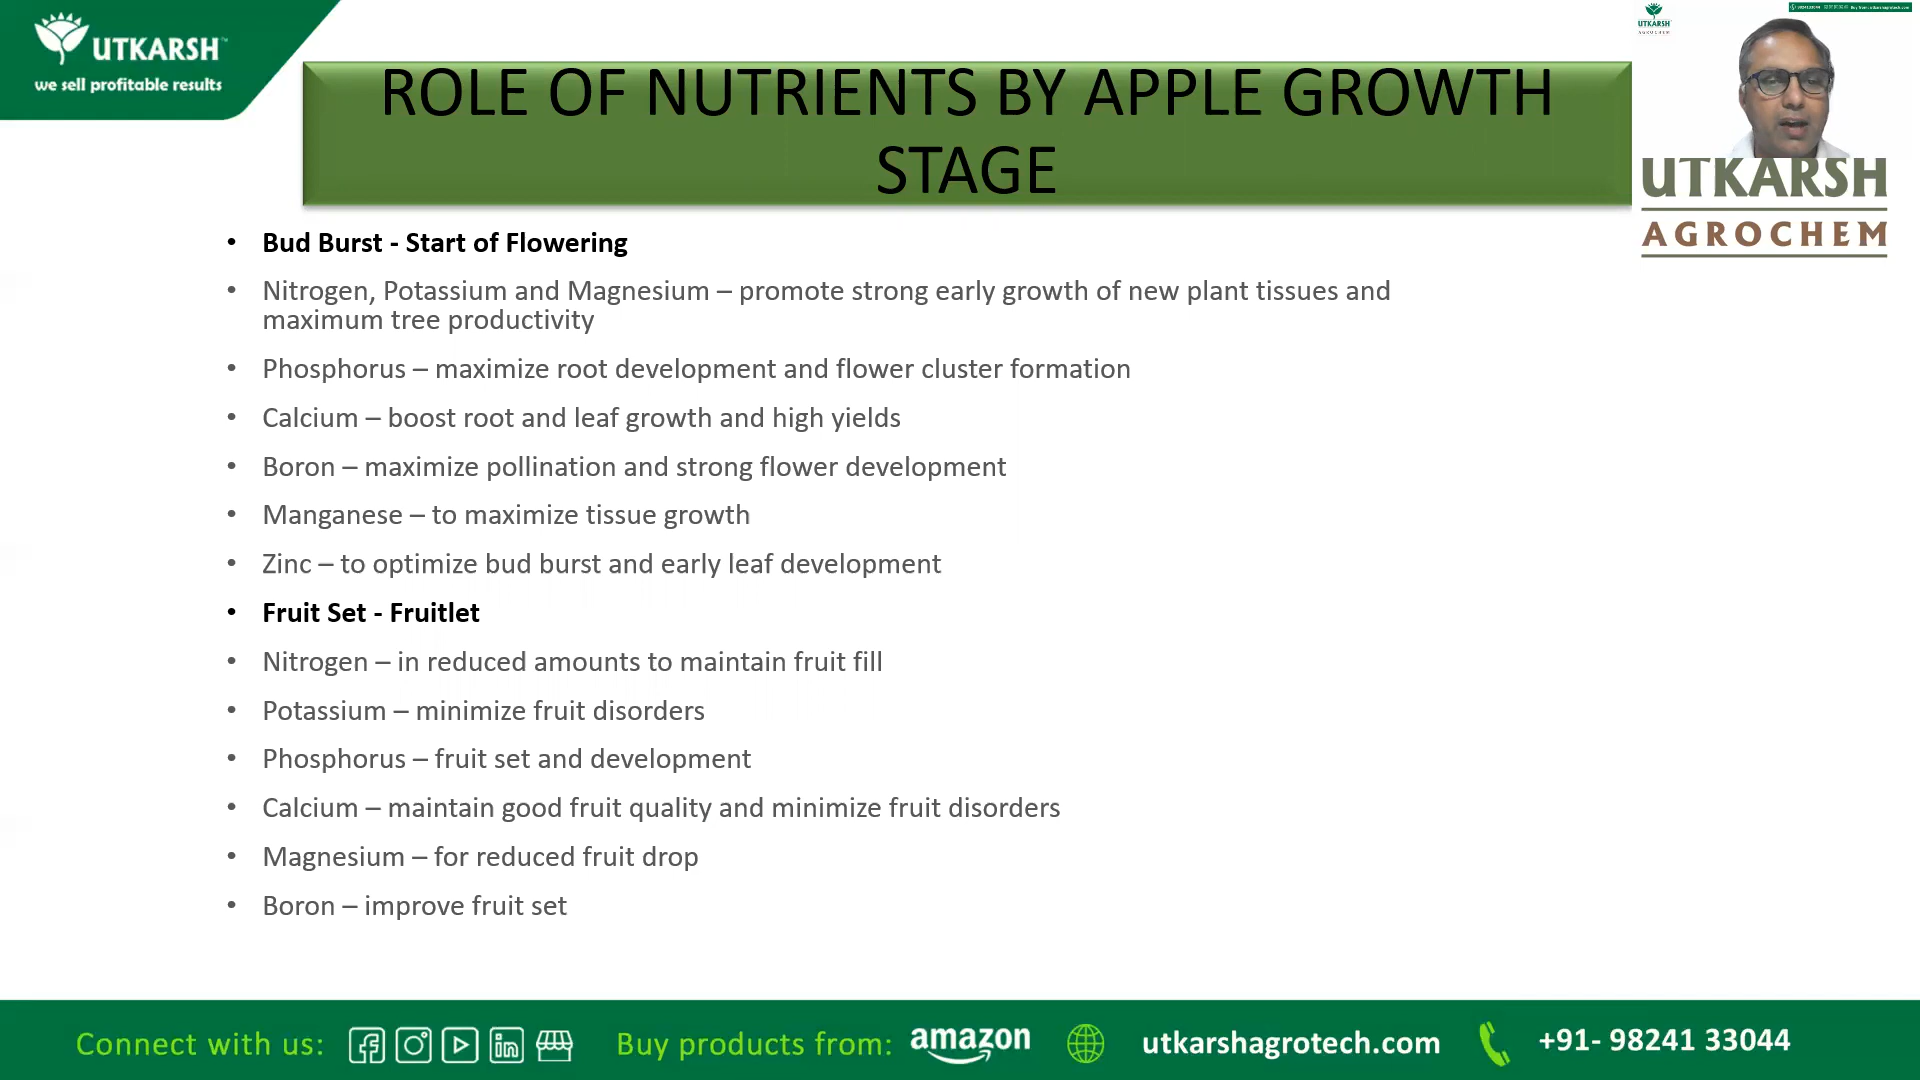 UTKARSH
we sell profitable results
ROLE OF NUTRIENTS BY APPLE GROWTH
STAGE
UTKARSH
AGROCHEM
UTKARSH
AGROCHEM
• Bud Burst - Start of Flowering
• Nitrogen, Potassium and Magnesium – promote strong early growth of new plant tissues and
maximum tree productivity
• Phosphorus – maximize root development and flower cluster formation
• Calcium – boost root and leaf growth and high yields
• Boron – maximize pollination and strong flower development
• Manganese – to maximize tissue growth
• Zinc – to optimize bud burst and early leaf development
• Fruit Set - Fruitlet
• Nitrogen – in reduced amounts to maintain fruit fill
• Potassium – minimize fruit disorders
• Phosphorus – fruit set and development
• Calcium – maintain good fruit quality and minimize fruit disorders
• Magnesium – for reduced fruit drop
• Boron – improve fruit set
Connect with us: Buy products from: amazon utkarshagrotech.com +91- 98241 33044